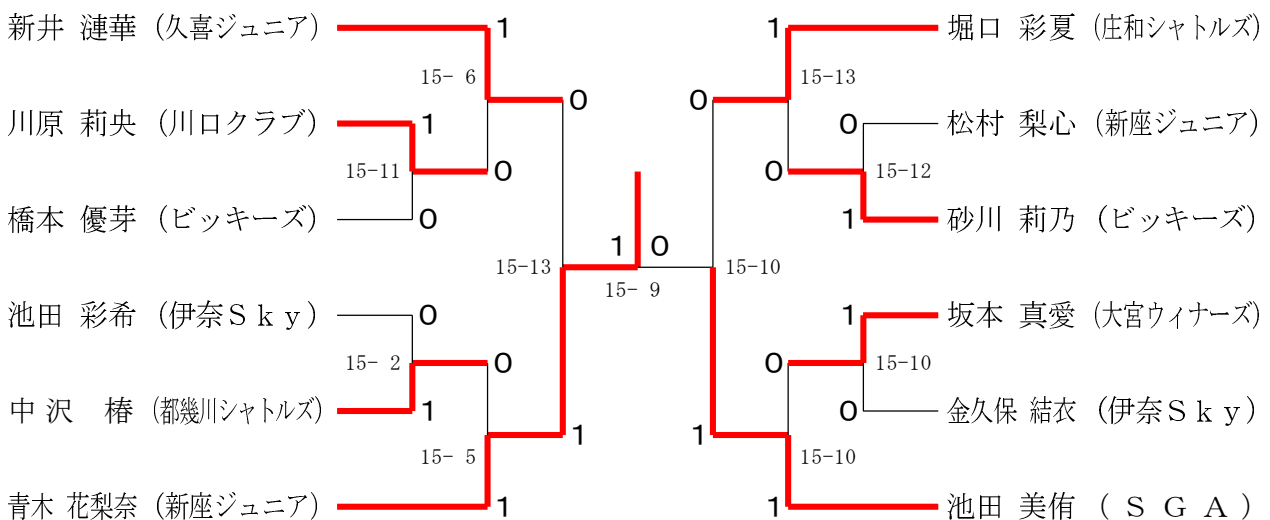 新井 漣華 (久喜ジュニア) 1 1 堀口 彩夏 (庄和シャトルズ)
15- 6 15-13
0 0
川原 莉央 (川口クラブ) 1 0 松村 梨心 (新座ジュニア)
15-11 0 0 15-12
橋本 優芽 (ビッキーズ) 0 1 砂川 莉乃 (ビッキーズ)
1 0
15-13 15-10
15- 9
池田 彩希 (伊奈Sky) 0 1 坂本 真愛 (大宮ウィナーズ)
15- 2 0 0 15-10
中沢 椿 (都幾川シャトルズ) 1 0 金久保 結衣 (伊奈Sky)
1 1
15- 5 15-10
青木 花梨奈 (新座ジュニア) 1 1 池田 美侑 (SGA)